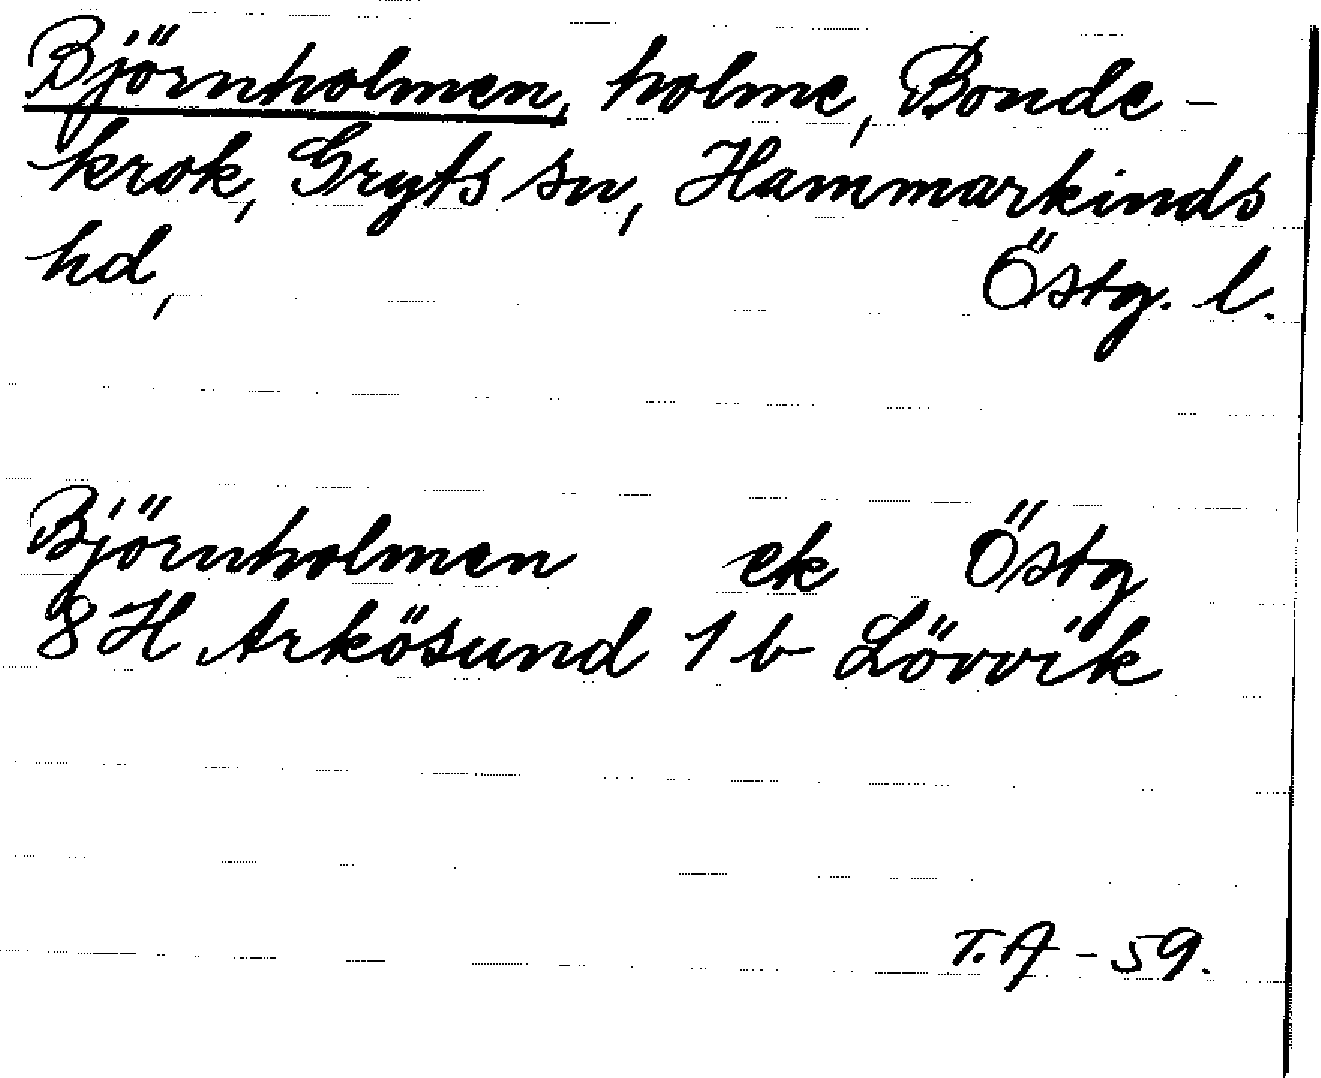 Björnholmen, holme, Bonde-
krok, Gryts sn, Hammarkinds
hd, Östg. l.
Björnholmen ek Östg
8 H Arkösund 1 b Lövvik
T.A - 59.